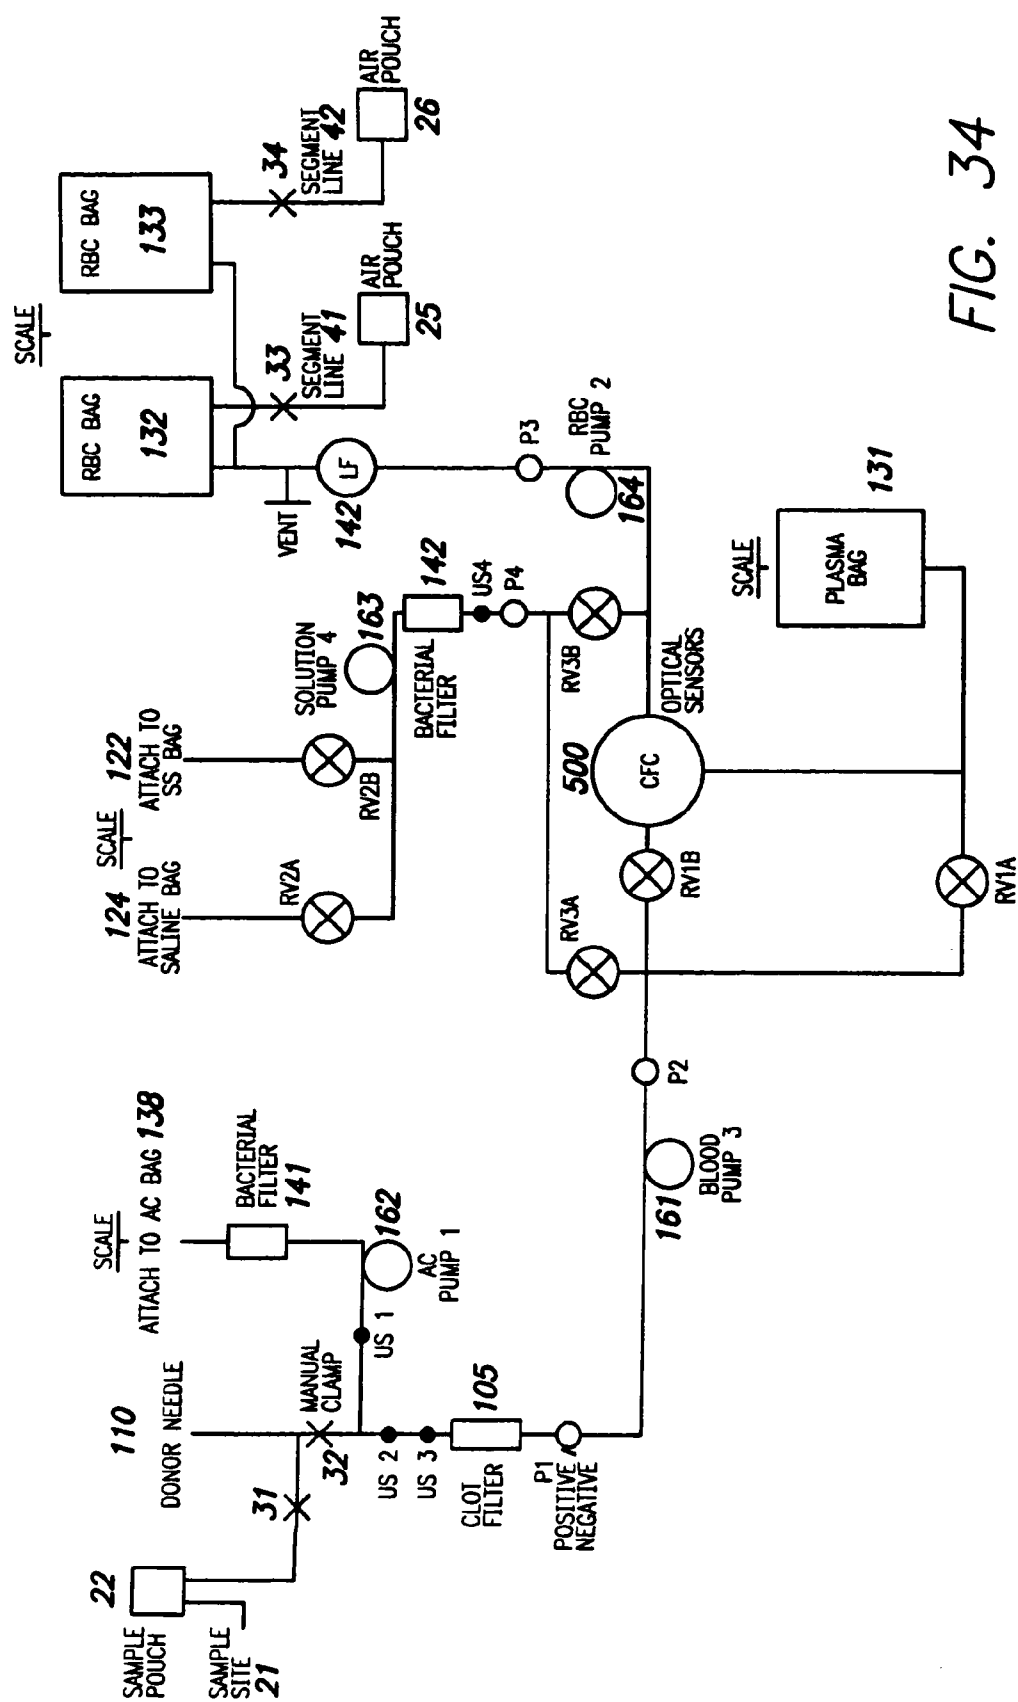 SAMPLE
POUCH
22
SAMPLE
SITE
21
31
DONOR NEEDLE
110
MANUAL
CLAMP
32
US 2
US 3
CLOT
FILTER
105
P1
POSITIVE
NEGATIVE
SCALE
ATTACH TO AC BAG 138
BACTERIAL
FILTER
141
162
AC
PUMP 1
US 1
161
BLOOD
PUMP 3
P2
124
ATTACH TO
SALINE BAG
SCALE
122
ATTACH TO
SS BAG
RV2A
RV2B
SOLUTION
PUMP 4
163
BACTERIAL
FILTER
142
US4
P4
RV3A
RV3B
RV1B
500
CFC
OPTICAL
SENSORS
RV1A
SCALE
PLASMA
BAG
131
164
RBC
PUMP 2
P3
VENT
LF
142
SCALE
RBC BAG
132
RBC BAG
133
33
SEGMENT
LINE 41
AIR
POUCH
25
34
SEGMENT
LINE 42
AIR
POUCH
26
FIG. 34